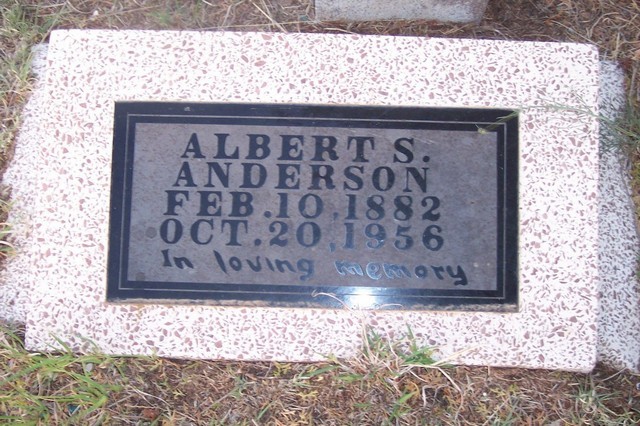 ALBERT S.
ANDERSON
FEB. 10, 1882
OCT. 20, 1956
In loving memory